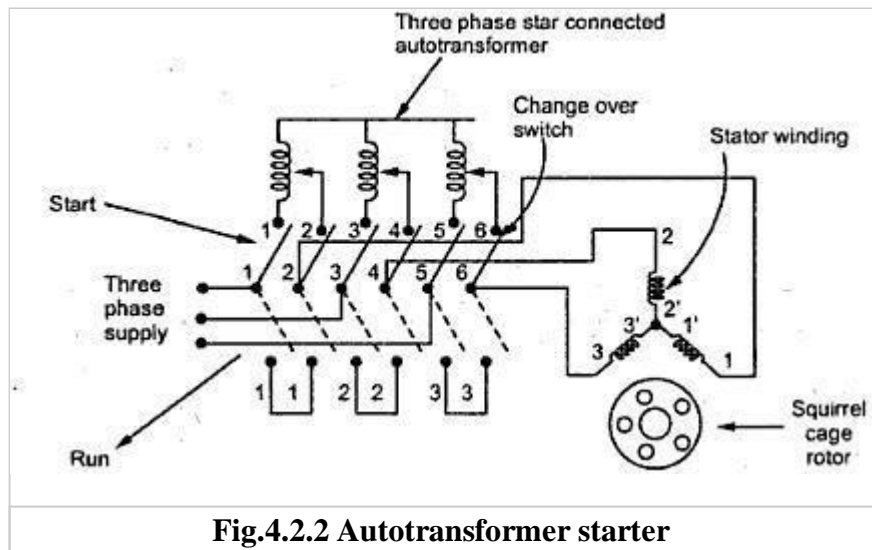 Three phase star connected
autotransformer
Change over
switch
Stator winding
Start
1 2 3 4 5 6
2
1 2 3 4 5 6
Three
phase
supply
2'
3' 1'
3 1
1 1 2 2 3 3
Run
Squirrel
cage
rotor
Fig.4.2.2 Autotransformer starter